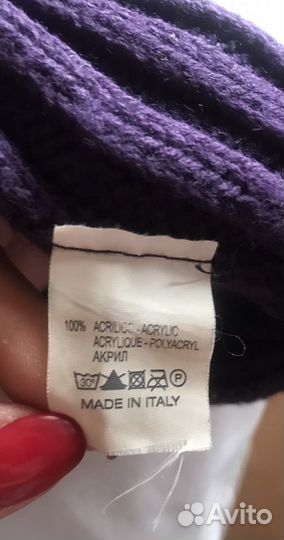 100% ACRILICO-ACRYLIC
ACRYLIQUE-POLYACRYL
АКРИЛ
30° P
MADE IN ITALY
Avito